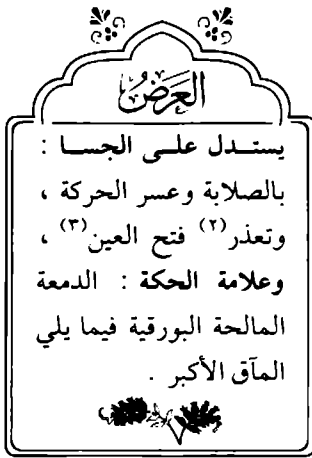 العَرَضُ
يستدل على الجسا :
بالصلابة وعسر الحركة ،
وتعذر(٢) فتح العين(٣) ،
وعلامة الحكة : الدمعة
المالحة البورقية فيما يلي
المآق الأكبر .